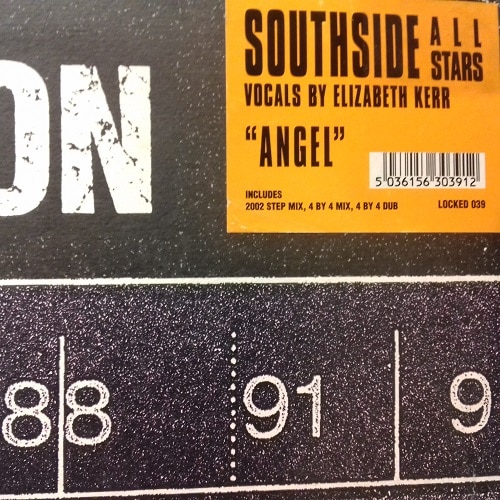 SOUTHSIDE ALL STARS
VOCALS BY ELIZABETH KERR
"ANGEL"
5 036156 303912
INCLUDES
2002 STEP MIX, 4 BY 4 MIX, 4 BY 4 DUB
LOCKED 039
ON
88
91
9